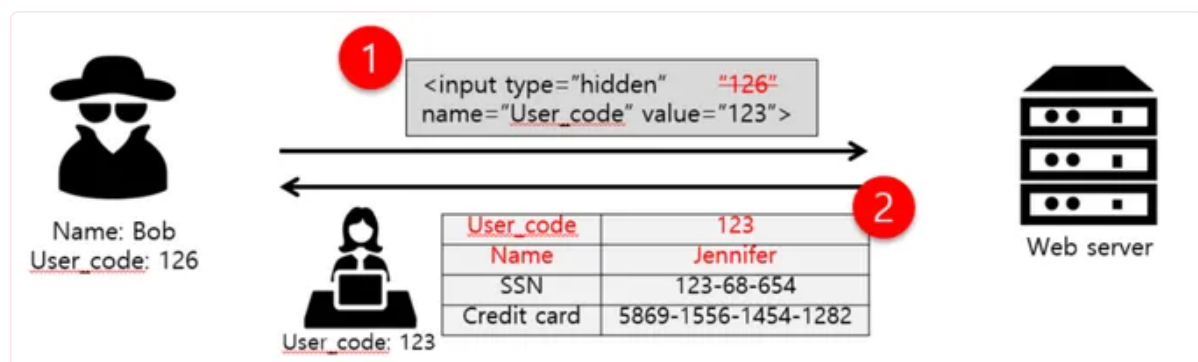 1
<input type="hidden" "126"
name="User_code" value="123">
2
Name: Bob
User_code: 126
User_code 123
Name Jennifer
SSN 123-68-654
Credit card 5869-1556-1454-1282
User_code: 123
Web server